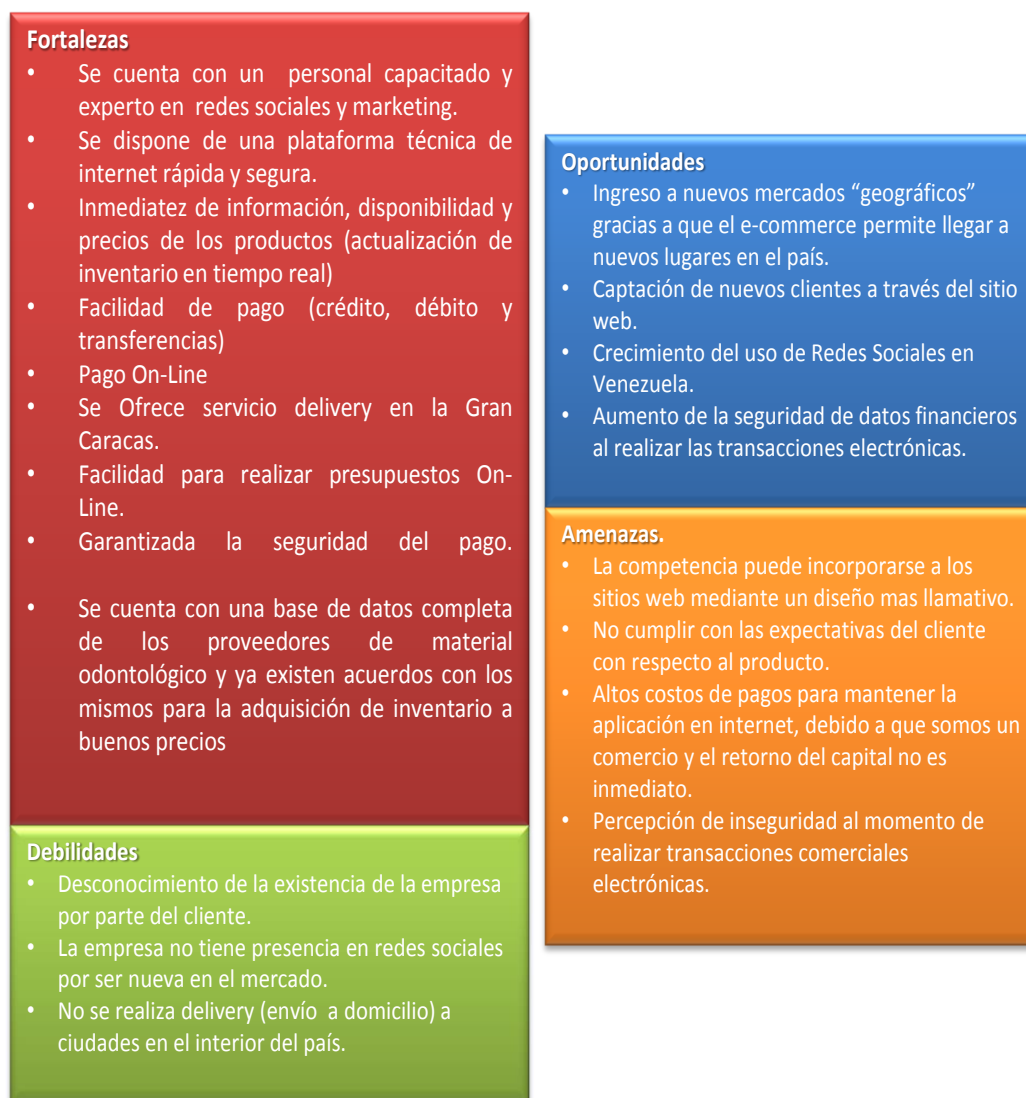 Fortalezas
• Se cuenta con un personal capacitado y
experto en redes sociales y marketing.
• Se dispone de una plataforma técnica de
internet rápida y segura.
• Inmediatez de información, disponibilidad y
precios de los productos (actualización de
inventario en tiempo real)
• Facilidad de pago (crédito, débito y
transferencias)
• Pago On-Line
• Se Ofrece servicio delivery en la Gran
Caracas.
• Facilidad para realizar presupuestos On-
Line.
• Garantizada la seguridad del pago.
• Se cuenta con una base de datos completa
de los proveedores de material
odontológico y ya existen acuerdos con los
mismos para la adquisición de inventario a
buenos precios
Debilidades
• Desconocimiento de la existencia de la empresa
por parte del cliente.
• La empresa no tiene presencia en redes sociales
por ser nueva en el mercado.
• No se realiza delivery (envío a domicilio) a
ciudades en el interior del país.
Oportunidades
• Ingreso a nuevos mercados “geográficos”
gracias a que el e-commerce permite llegar a
nuevos lugares en el país.
• Captación de nuevos clientes a través del sitio
web.
• Crecimiento del uso de Redes Sociales en
Venezuela.
• Aumento de la seguridad de datos financieros
al realizar las transacciones electrónicas.
Amenazas.
• La competencia puede incorporarse a los
sitios web mediante un diseño mas llamativo.
• No cumplir con las expectativas del cliente
con respecto al producto.
• Altos costos de pagos para mantener la
aplicación en internet, debido a que somos un
comercio y el retorno del capital no es
inmediato.
• Percepción de inseguridad al momento de
realizar transacciones comerciales
electrónicas.